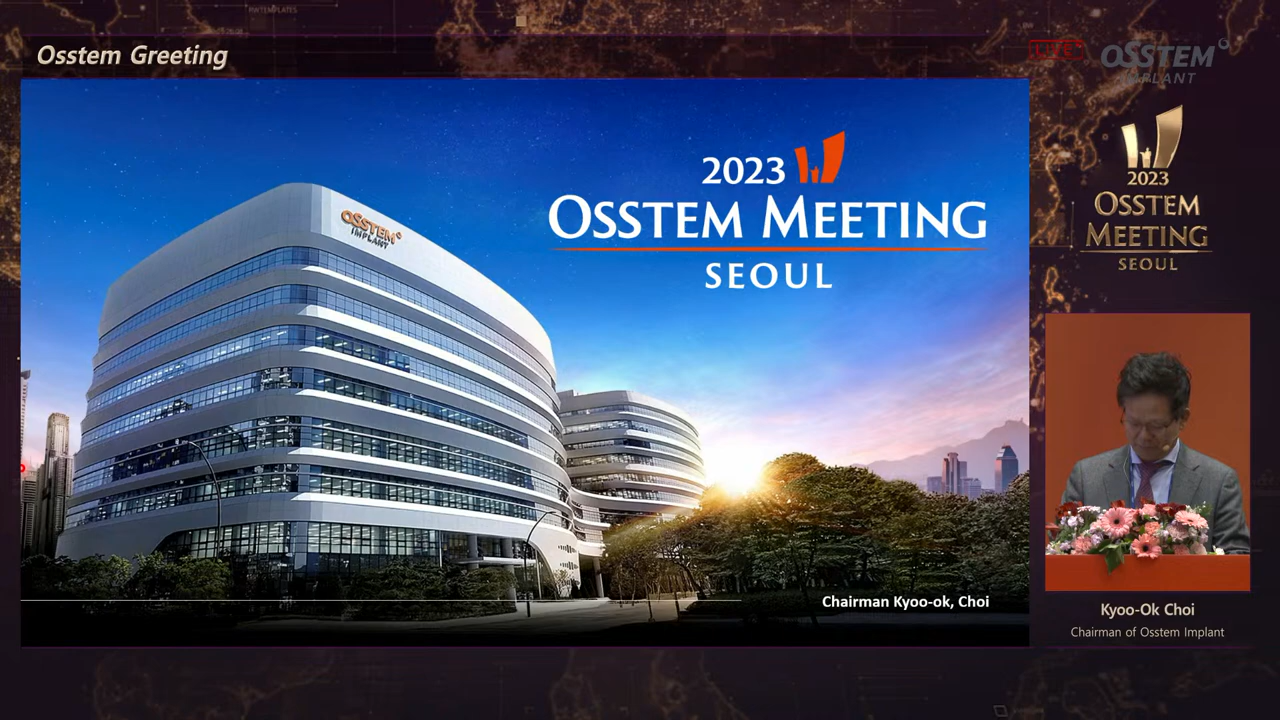 PWTEMPLATES
Osstem Greeting
LIVE
OSSTEM
IMPLANT
OSSTEM
IMPLANT
2023
OSSTEM MEETING
SEOUL
Chairman Kyoo-ok, Choi
2023
OSSTEM
MEETING
SEOUL
Kyoo-Ok Choi
Chairman of Osstem Implant